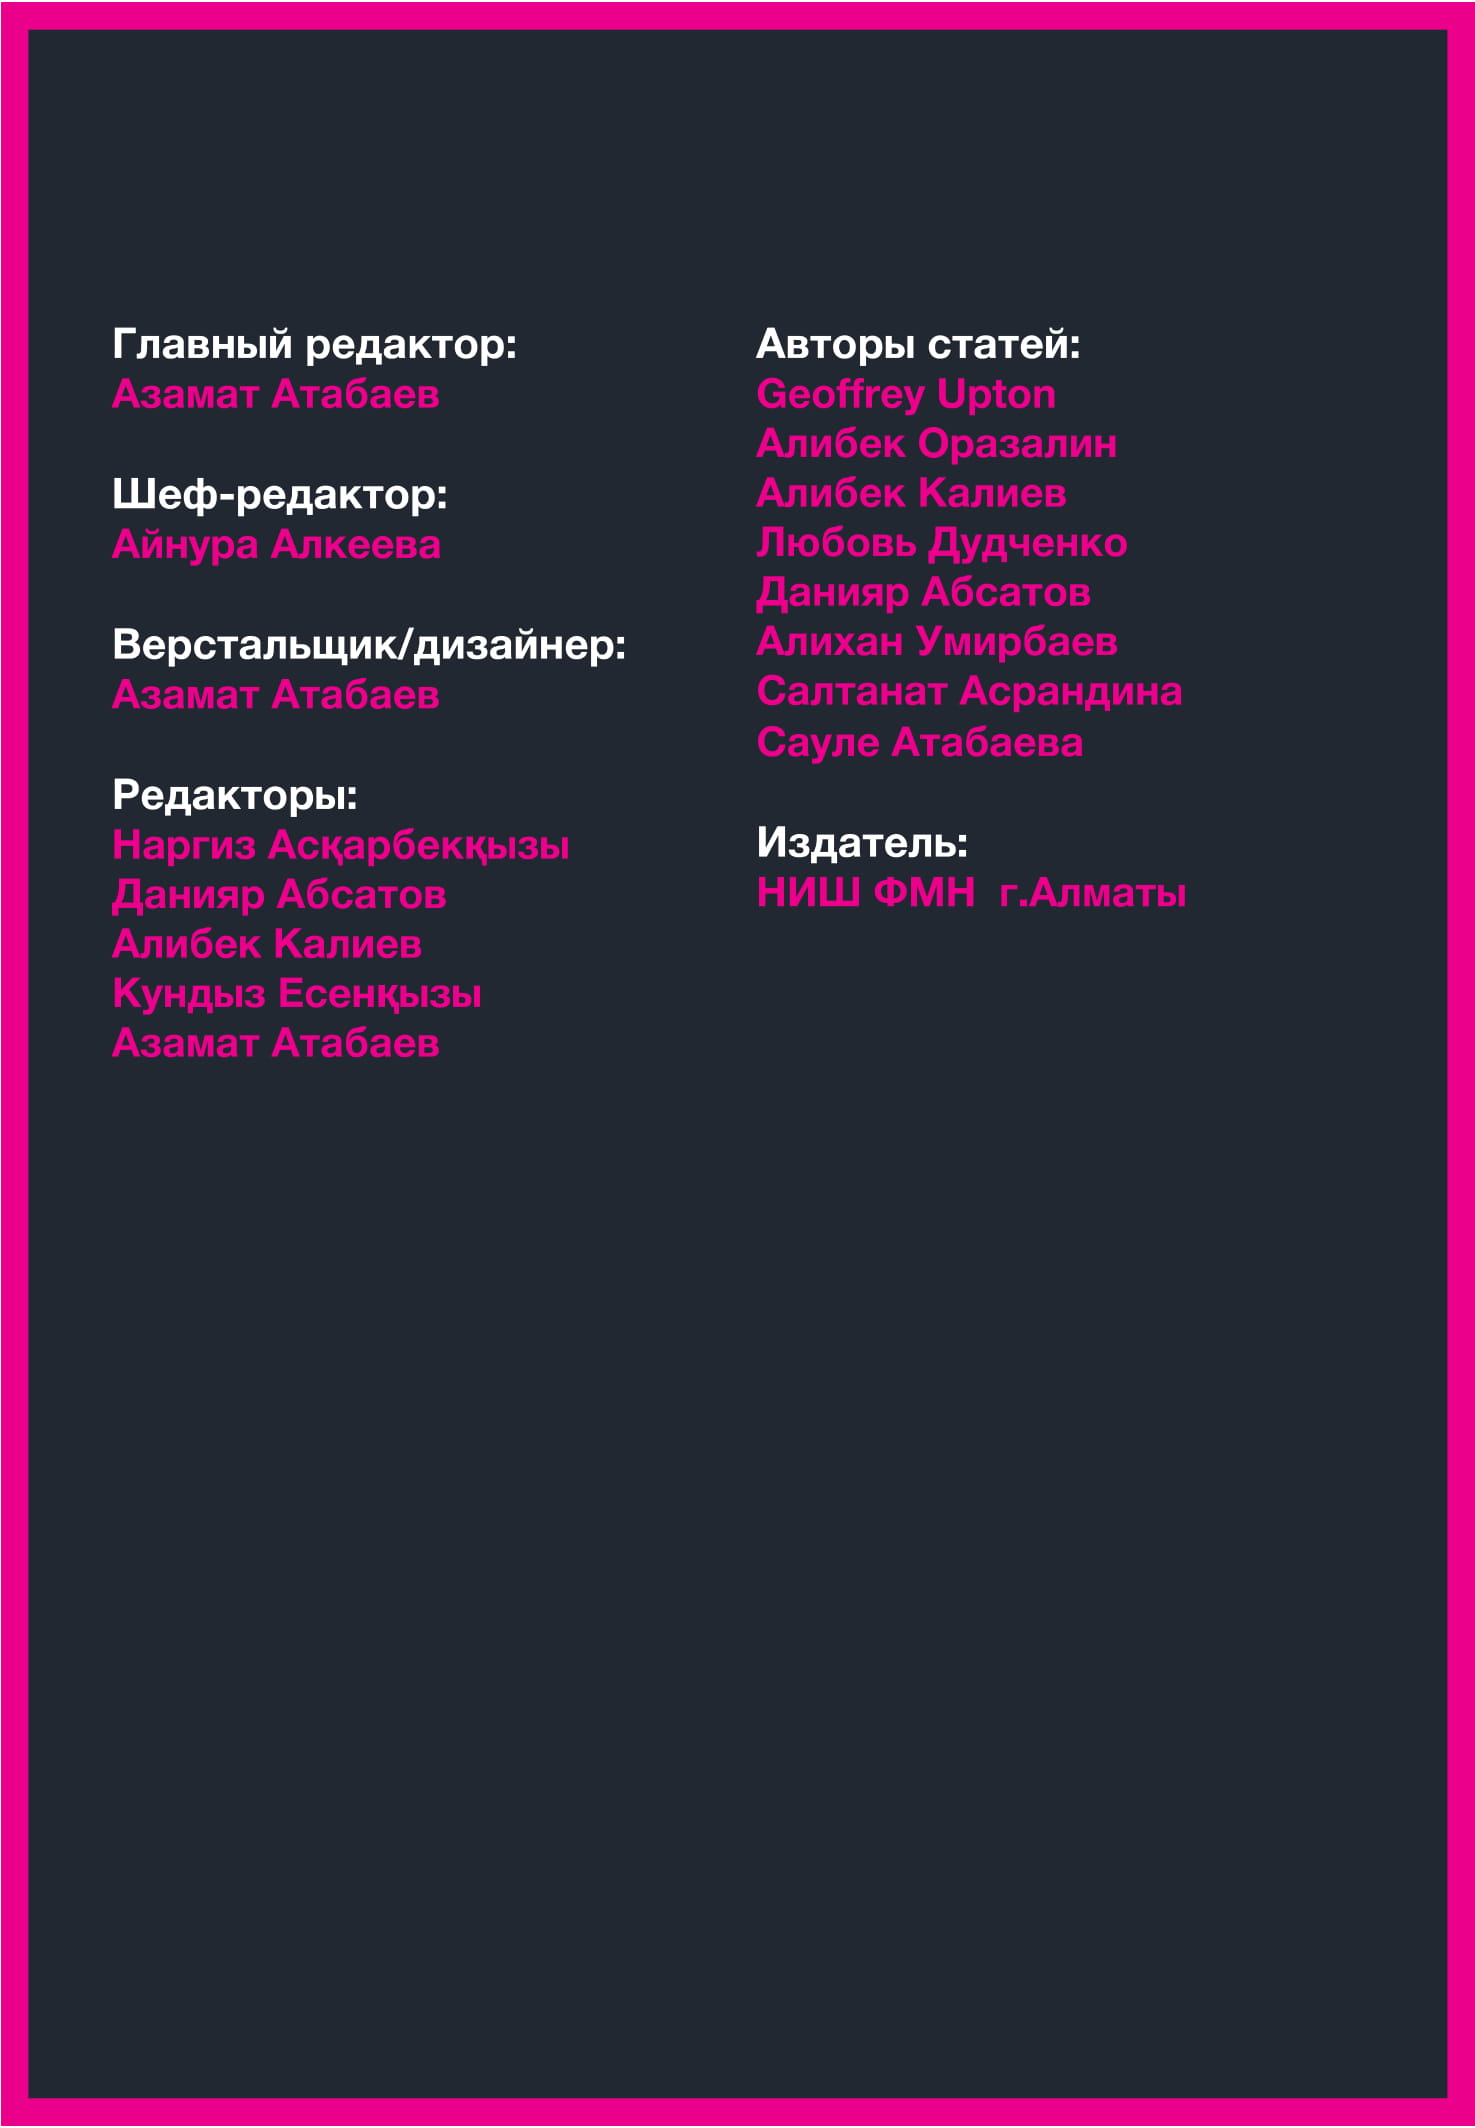 Главный редактор:
Азамат Атабаев
Шеф-редактор:
Айнура Алкеева
Верстальщик/дизайнер:
Азамат Атабаев
Редакторы:
Наргиз Асқарбекқызы
Данияр Абсатов
Алибек Калиев
Кундыз Есенқызы
Азамат Атабаев
Авторы статей:
Geoffrey Upton
Алибек Оразалин
Алибек Калиев
Любовь Дудченко
Данияр Абсатов
Алихан Умирбаев
Салтанат Асрандина
Сауле Атабаева
Издатель:
НИШ ФМН  г.Алматы